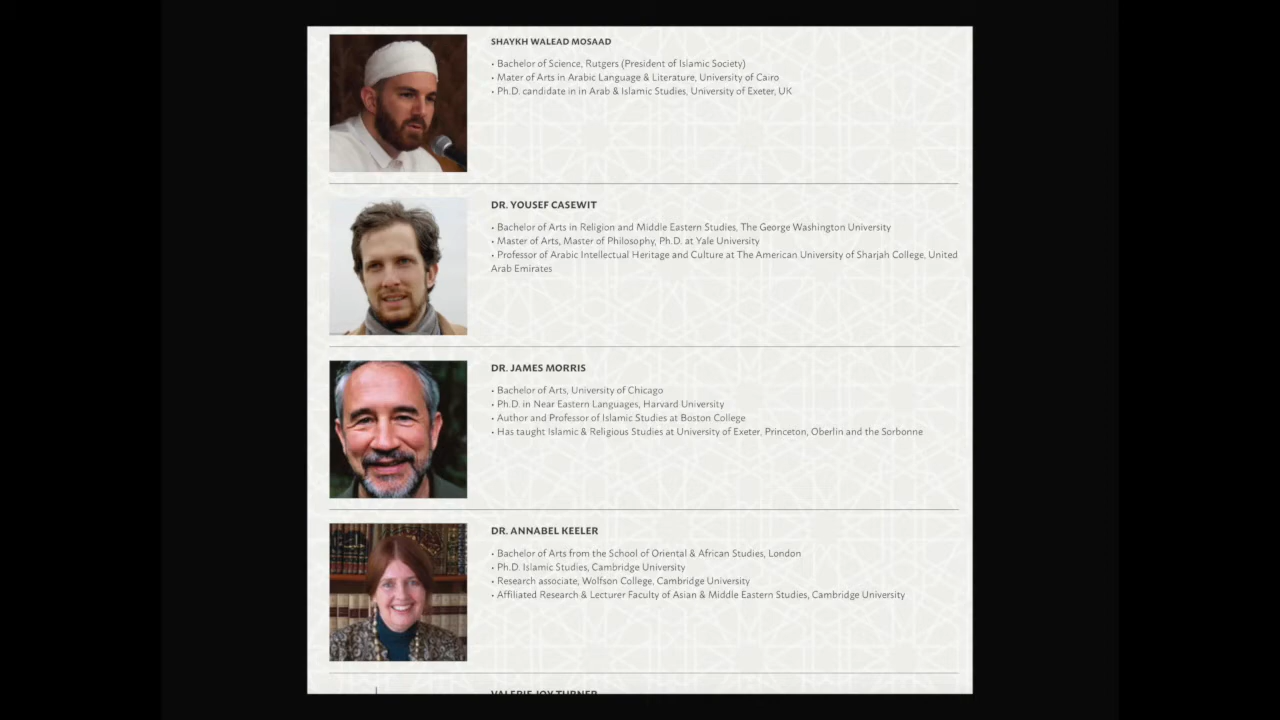 SHAYKH WALEAD MOSAAD
• Bachelor of Science, Rutgers (President of Islamic Society)
• Mater of Arts in Arabic Language & Literature, University of Cairo
• Ph.D. candidate in in Arab & Islamic Studies, University of Exeter, UK
DR. YOUSEF CASEWIT
• Bachelor of Arts in Religion and Middle Eastern Studies, The George Washington University
• Master of Arts, Master of Philosophy, Ph.D. at Yale University
• Professor of Arabic Intellectual Heritage and Culture at The American University of Sharjah College, United
Arab Emirates
DR. JAMES MORRIS
• Bachelor of Arts, University of Chicago
• Ph.D. in Near Eastern Languages, Harvard University
• Author and Professor of Islamic Studies at Boston College
• Has taught Islamic & Religious Studies at University of Exeter, Princeton, Oberlin and the Sorbonne
DR. ANNABEL KEELER
• Bachelor of Arts from the School of Oriental & African Studies, London
• Ph.D. Islamic Studies, Cambridge University
• Research associate, Wolfson College, Cambridge University
• Affiliated Research & Lecturer Faculty of Asian & Middle Eastern Studies, Cambridge University
VALERIE JOY TURNER